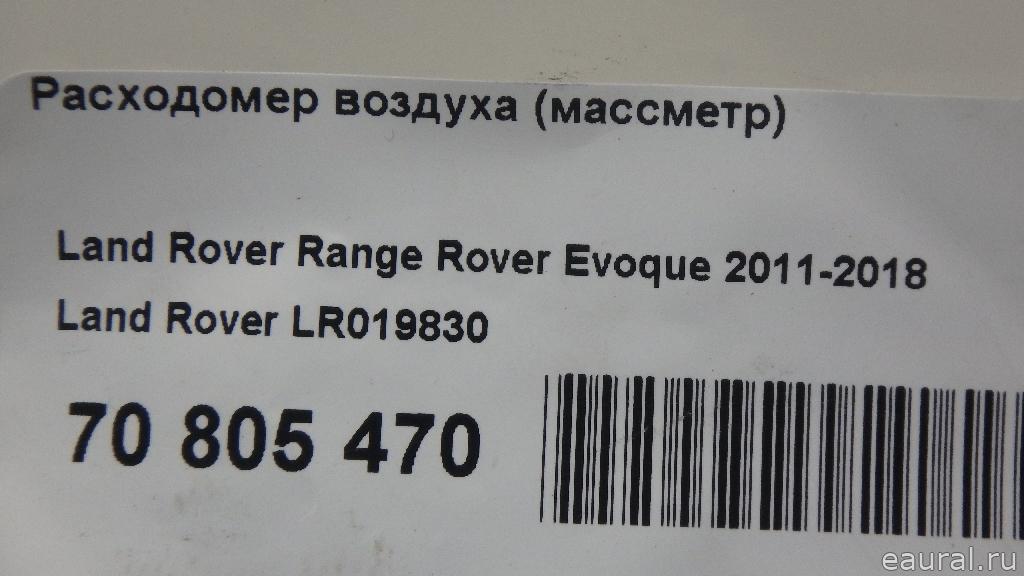 Расходомер воздуха (массметр)
Land Rover Range Rover Evoque 2011-2018
Land Rover LR019830
70 805 470
eaural.ru